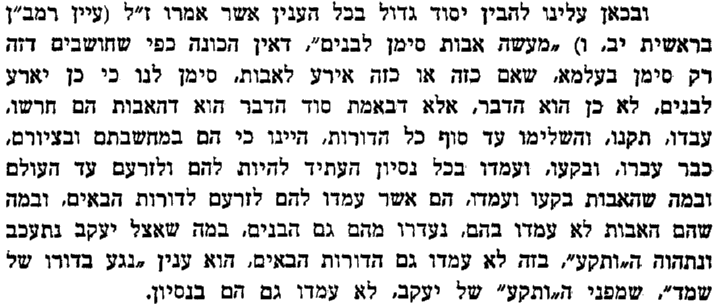 ובכאן עלינו להבין יסוד גדול בכל הענין אשר אמרו ז"ל (עיין רמב"ן
בראשית יב, ו) „מעשה אבות סימן לבנים", דאין הכונה כפי שחושבים דזה
רק סימן בעלמא, שאם כזה או כזה אירע לאבות, סימן לנו כי כן יארע
לבנים, לא כן הוא הדבר, אלא דבאמת סוד הדבר הוא דהאבות הם חרשו,
עבדו, תקנו, והשלימו עד סוף כל הדורות, היינו כי הם במחשבתם ובציורם,
כבר עברו, ובקעו, ועמדו בכל נסיון העתיד להיות להם ולזרעם עד העולם
ובמה שהאבות בקעו ועמדו, הם אשר עמדו להם לזרעם לדורות הבאים, ובמה
שהם האבות לא עמדו בהם, נעדרו מהם גם הבנים, במה שאצל יעקב נתעכב
ונתהוה ה„ותקע", בזה לא עמדו גם הדורות הבאים, הוא ענין „נגע בדורו של
שמד", שמפני ה„ותקע" של יעקב, לא עמדו גם הם בנסיון.